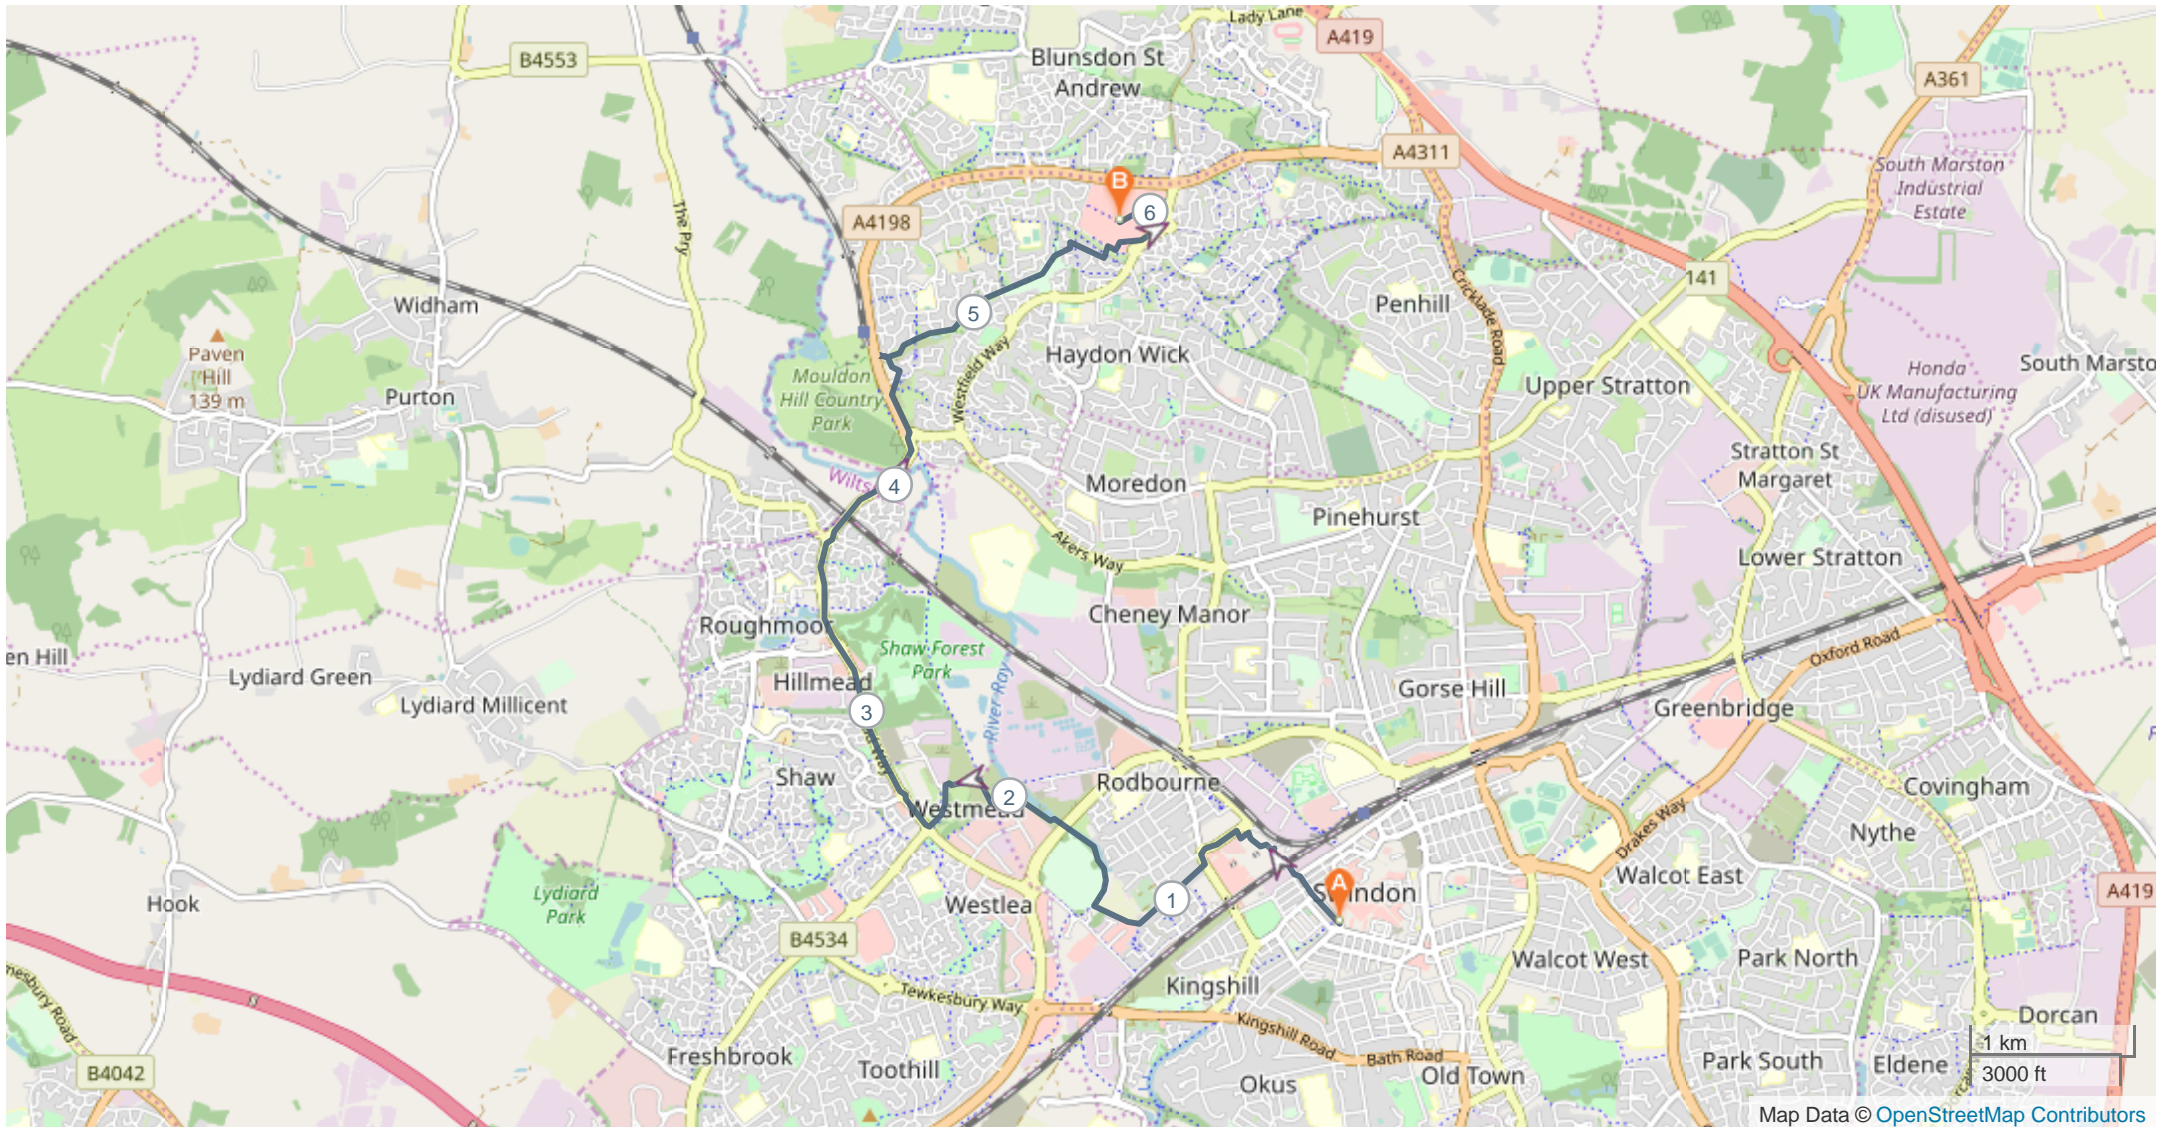 Lady Lane
A419
B4553
Blunsdon St
Andrew
A361
A4311
South Marston
Industrial
Estate
B
6
The Pry
A4198
141
Widham
Cricklade Road
Penhill
5
Paven
Hill
139 m
Haydon Wick
Westfield Way
South Marsto
Honda
UK Manufacturing
Ltd (disused)
Mouldon
Hill Country
Park
Upper Stratton
Purton
Stratton St
Margaret
Wilts
4
Moredon
Pinehurst
Akers Way
Lower Stratton
Cheney Manor
Roughmoor
Shaw Forest
Park
en Hill
Oxford Road
Lydiard Green
Hillmead
River Ray
Gorse Hill
Lydiard Millicent
3
Greenbridge
Shaw
Rodbourne
Covingham
2
Westmead
Drakes Way
Nythe
Walcot East
A
Swindon
A419
Hook
Lydiard
Park
Westlea
1
B4534
Walcot West
Park North
mesbury Road
Tewkesbury Way
Kingshill
Dorcan
Kingshill Road
1 km
Freshbrook
Toothill
Bath Road
Park South
Eldene
B4042
Okus
Old Town
3000 ft
Map Data © OpenStreetMap Contributors